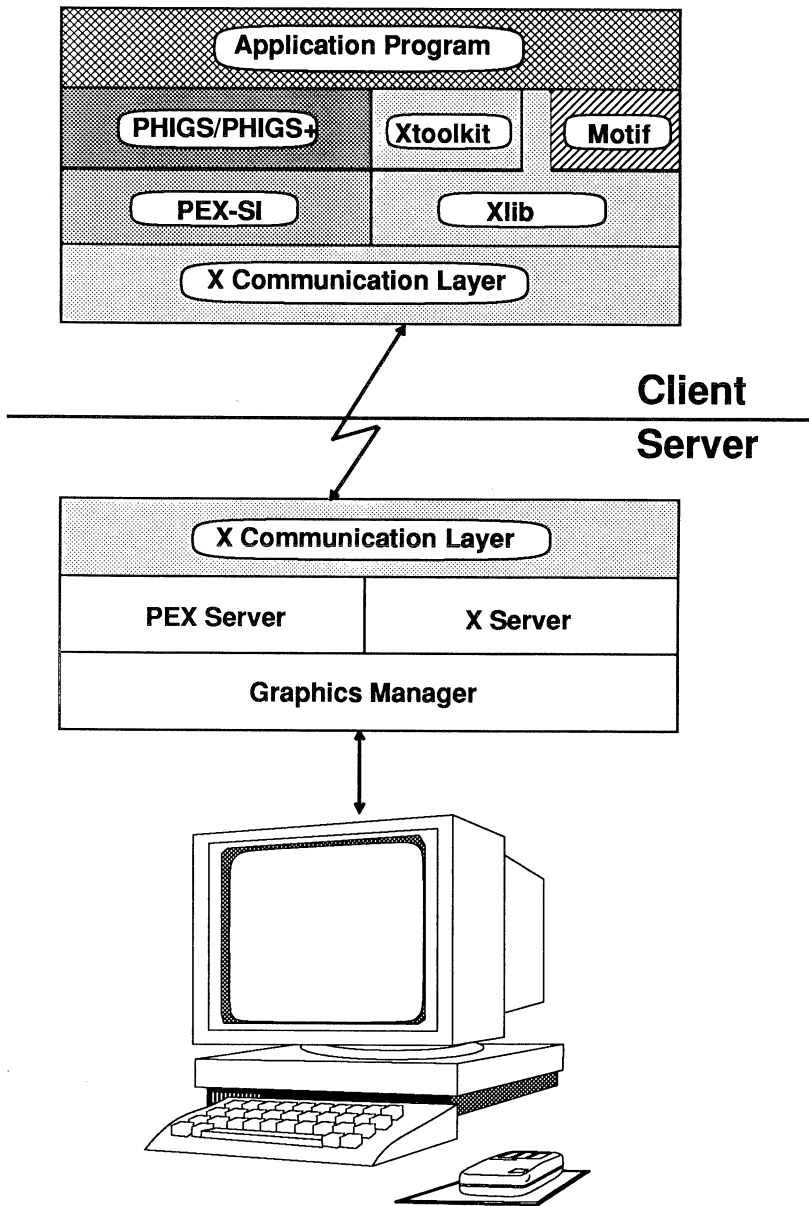 Application Program
PHIGS/PHIGS+
Xtoolkit
Motif
PEX-SI
Xlib
X Communication Layer
Client
Server
X Communication Layer
PEX Server
X Server
Graphics Manager